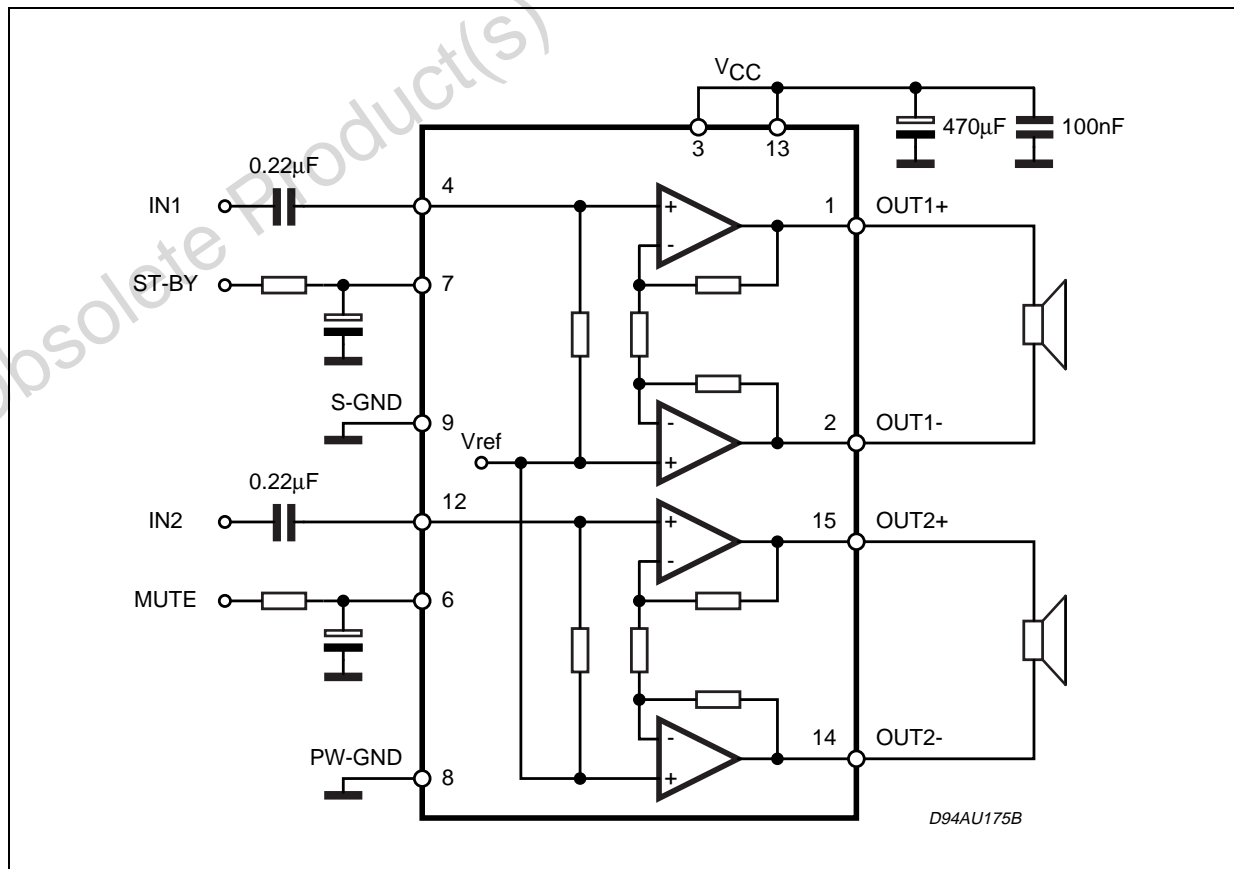 Obsolete Product(s)
VCC
470µF
100nF
3
13
0.22µF
IN1
4
+
-
1
OUT1+
ST-BY
7
S-GND
9
Vref
-
+
2
OUT1-
0.22µF
IN2
12
+
-
15
OUT2+
MUTE
6
PW-GND
8
-
+
14
OUT2-
D94AU175B